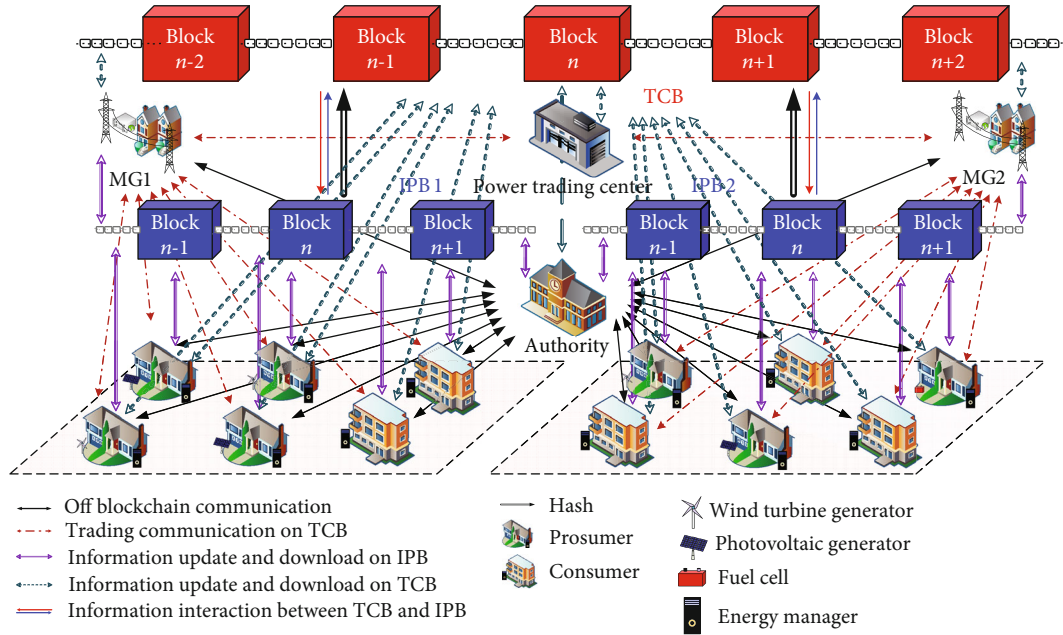 Block
n-2
Block
n-1
Block
n
Block
n+1
Block
n+2
TCB
MG1
IPB 1
Power trading center
IPB 2
MG2
Block
n-1
Block
n
Block
n+1
Block
n-1
Block
n
Block
n+1
Authority
Off blockchain communication
Trading communication on TCB
Information update and download on IPB
Information update and download on TCB
Information interaction between TCB and IPB
Hash
Prosumer
Consumer
Wind turbine generator
Photovoltaic generator
Fuel cell
Energy manager